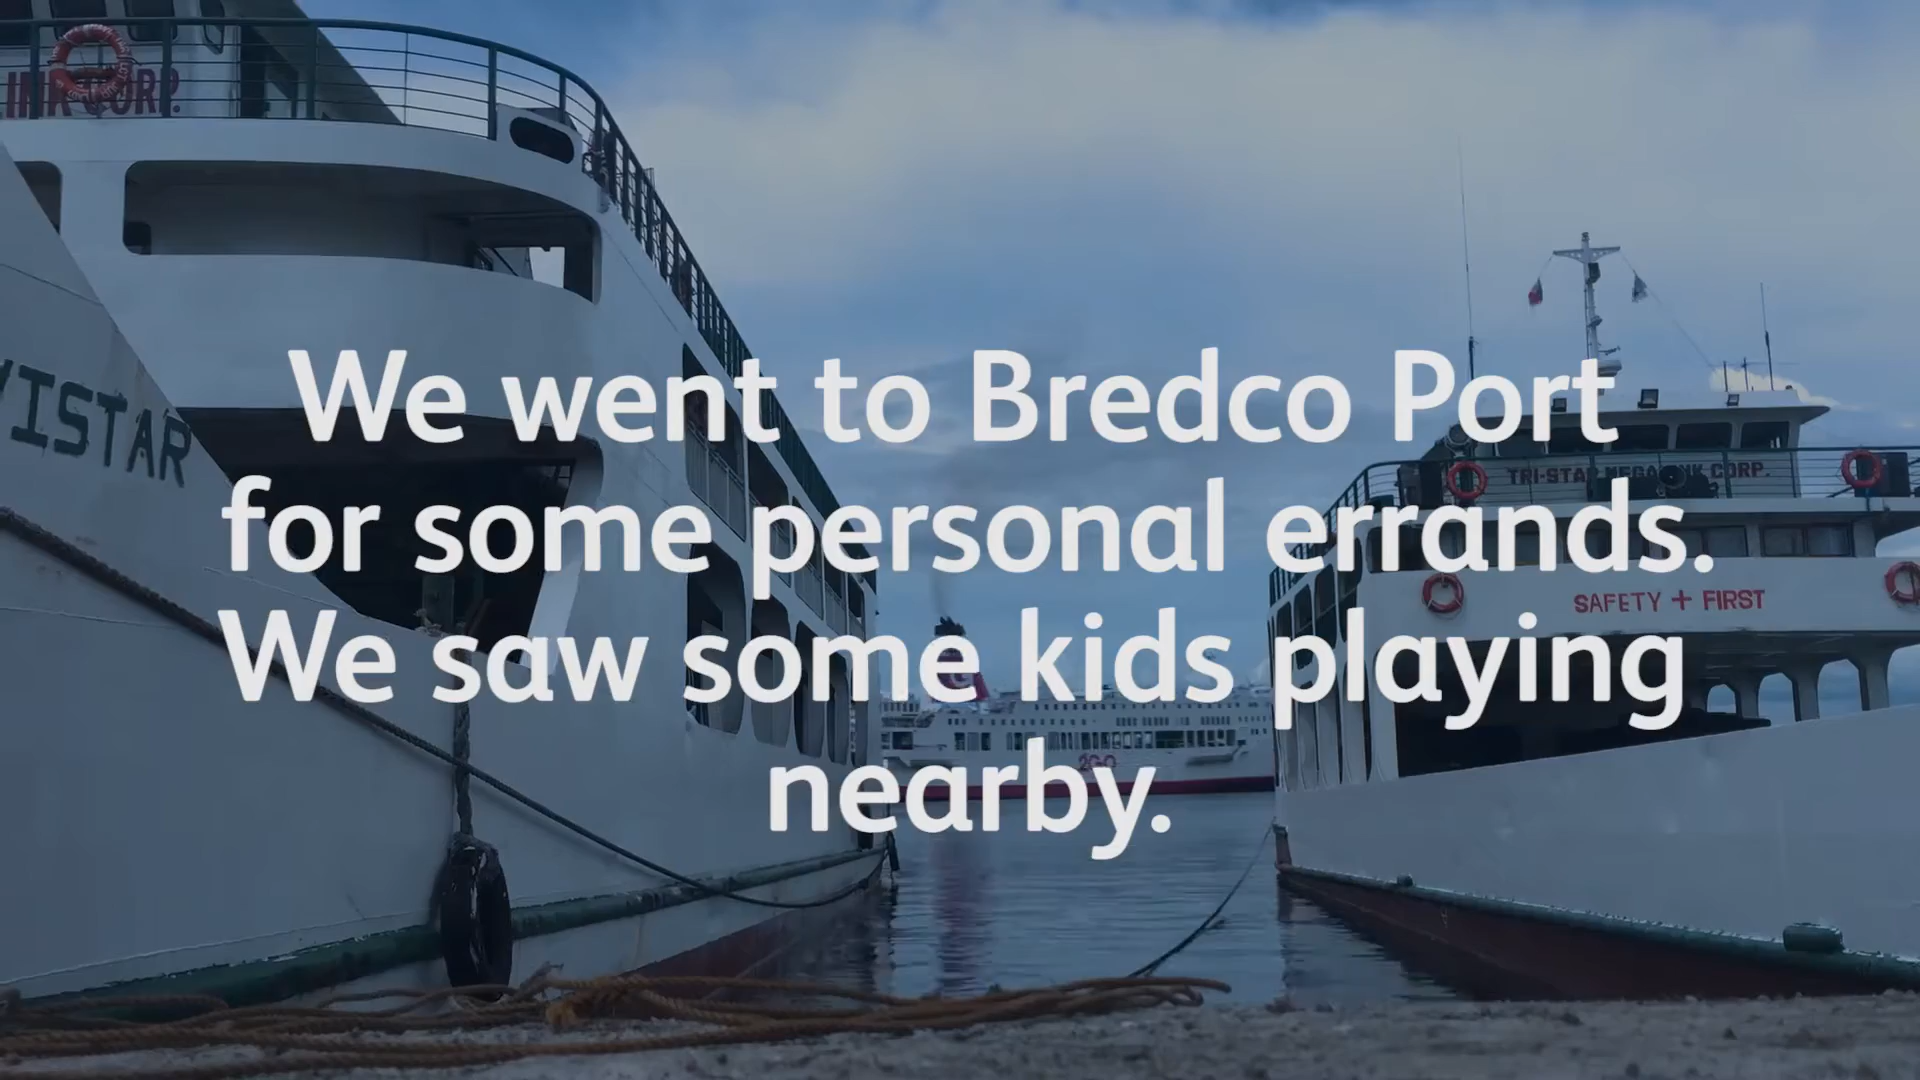 We went to Bredco Port
for some personal errands.
We saw some kids playing
nearby.
CORP.
VISTAR
TRI-STAR MEGALINK CORP.
SAFETY + FIRST
2GO